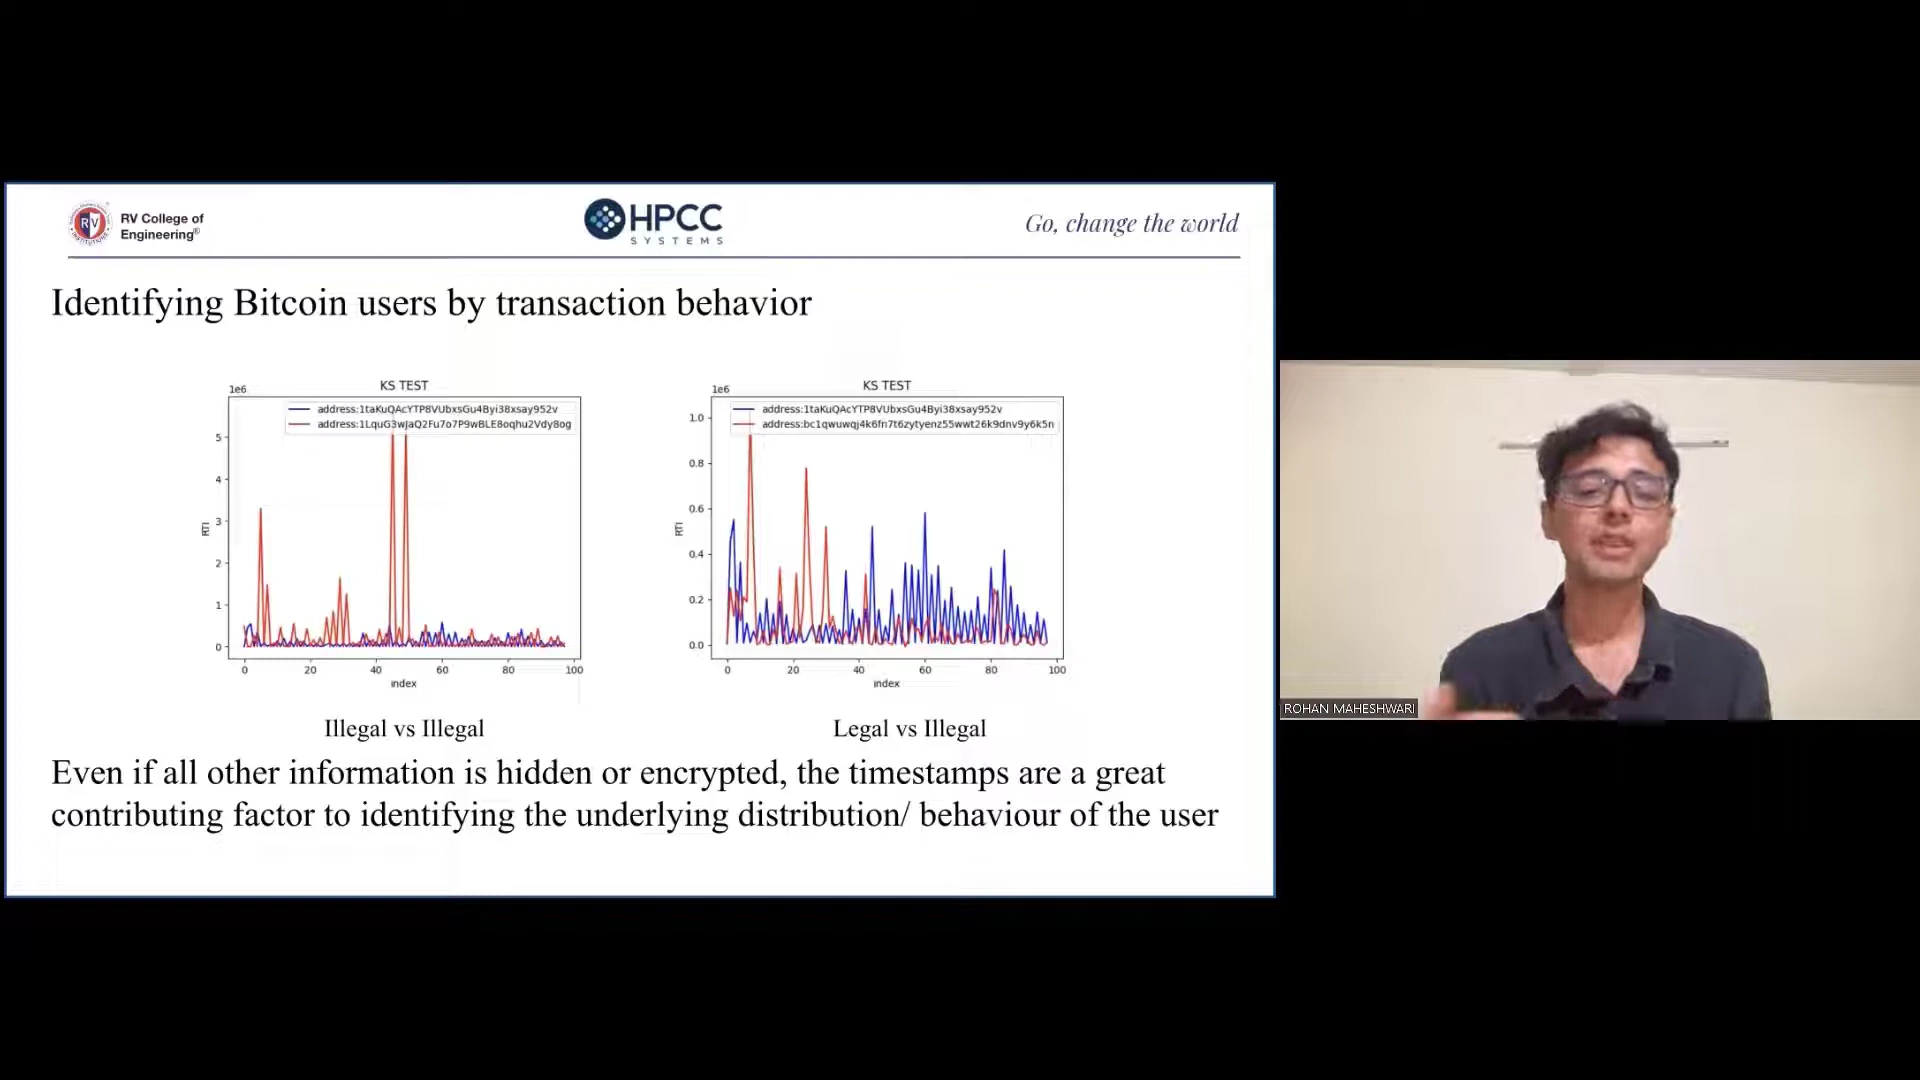 RV College of
Engineering®
HPCC
SYSTEMS
Go, change the world
Identifying Bitcoin users by transaction behavior
KS TEST
1e6
address:1taKuQAcYTP8VUbxsGu4Byi38xsay952v
address:1LquG3wJaQ2Fu7o7P9wBLE8oqhu2Vdy8og
5
4
3
2
1
0
RTI
0 20 40 60 80 100
index
Illegal vs Illegal
KS TEST
1e6
address:1taKuQAcYTP8VUbxsGu4Byi38xsay952v
address:bc1qwuwqj4k6fn7t6zytyenz55wwt26k9dnv9y6k5n
1.0
0.8
0.6
0.4
0.2
0.0
RTI
0 20 40 60 80 100
index
Legal vs Illegal
Even if all other information is hidden or encrypted, the timestamps are a great
contributing factor to identifying the underlying distribution/ behaviour of the user
ROHAN MAHESHWARI